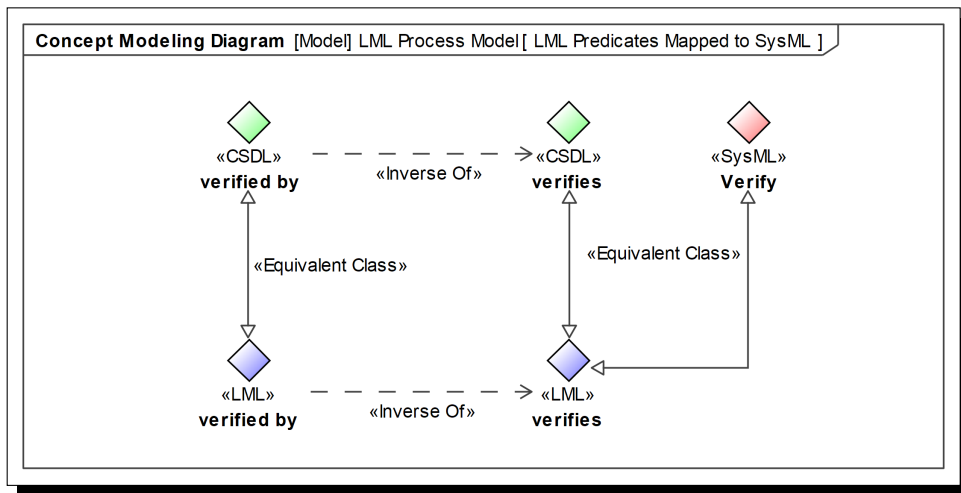 Concept Modeling Diagram [Model] LML Process Model [ LML Predicates Mapped to SysML ]
«CSDL»
verified by
«Inverse Of»
«CSDL»
verifies
«SysML»
Verify
«Equivalent Class»
«Equivalent Class»
«LML»
verified by
«Inverse Of»
«LML»
verifies